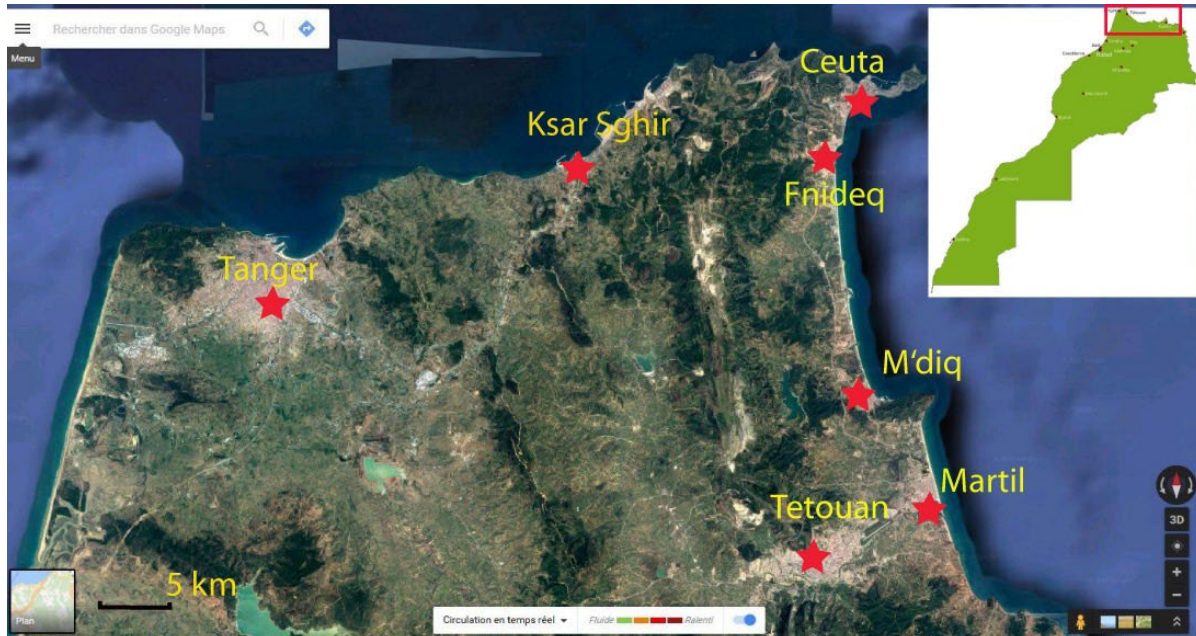 Rechercher dans Google Maps
Menu
Ceuta
Ksar Sghir
Fnideq
Tanger
M'diq
Martil
Tetouan
3D
5 km
Plan
Circulation en temps réel
Fluide
Ralenti